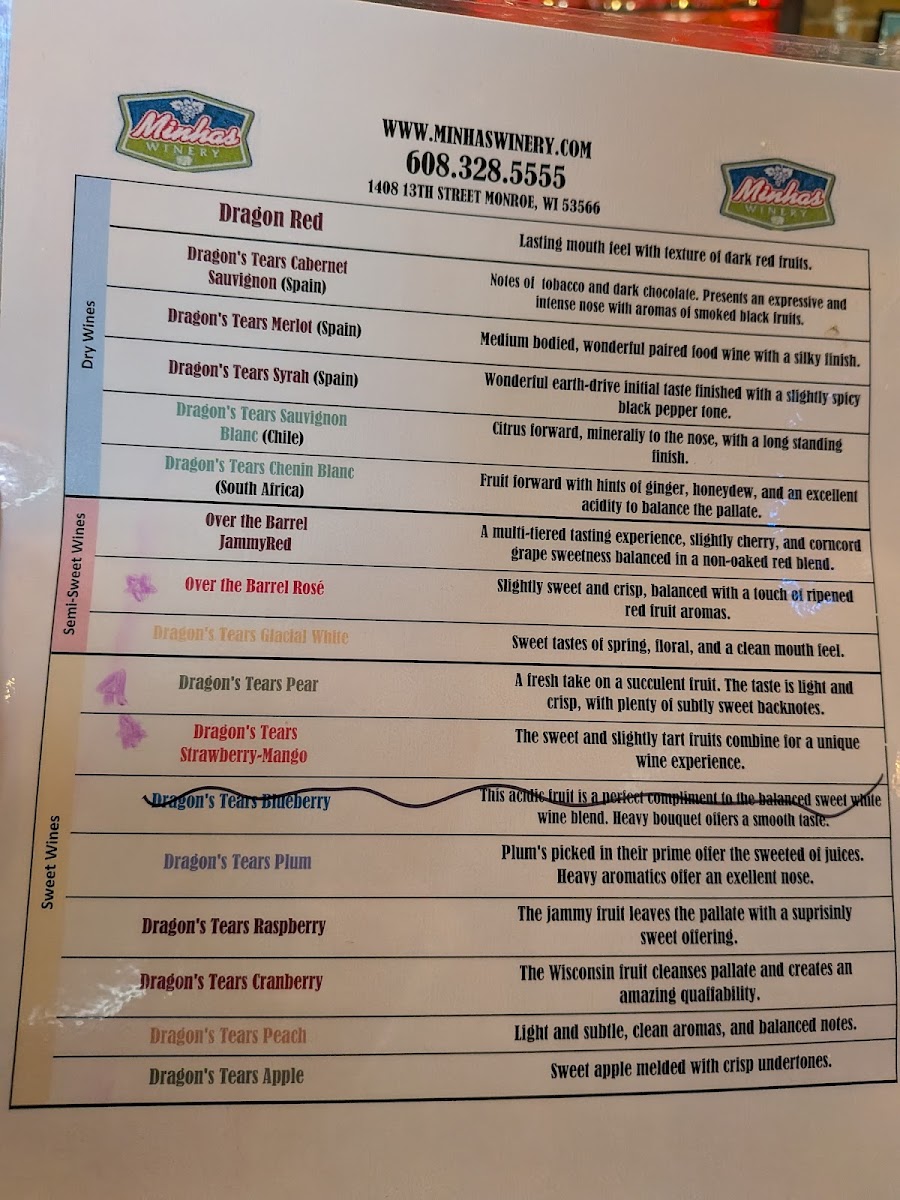 Minhas
WINERY
WWW.MINHASWINERY.COM
608.328.5555
1408 13TH STREET MONROE, WI 53566
Minhas
WINERY
Dry Wines
Dragon Red
Lasting mouth feel with texture of dark red fruits.
Dragon's Tears Cabernet
Sauvignon (Spain)
Notes of tobacco and dark chocolate. Presents an expressive and
intense nose with aromas of smoked black fruits.
Dragon's Tears Merlot (Spain)
Medium bodied, wonderful paired food wine with a silky finish.
Dragon's Tears Syrah (Spain)
Wonderful earth-drive initial taste finished with a slightly spicy
black pepper tone.
Dragon's Tears Sauvignon
Blanc (Chile)
Citrus forward, minerally to the nose, with a long standing
finish.
Dragon's Tears Chenin Blanc
(South Africa)
Fruit forward with hints of ginger, honeydew, and an excellent
acidity to balance the pallate.
Semi-Sweet Wines
Over the Barrel
JammyRed
A multi-tiered tasting experience, slightly cherry, and corncord
grape sweetness balanced in a non-oaked red blend.
Over the Barrel Rosé
Slightly sweet and crisp, balanced with a touch of ripened
red fruit aromas.
Dragon's Tears Glacial White
Sweet tastes of spring, floral, and a clean mouth feel.
Sweet Wines
Dragon's Tears Pear
A fresh take on a succulent fruit. The taste is light and
crisp, with plenty of subtly sweet backnotes.
Dragon's Tears
Strawberry-Mango
The sweet and slightly tart fruits combine for a unique
wine experience.
Dragon's Tears Blueberry
This acidic fruit is a perfect compliment to the balanced sweet white
wine blend. Heavy bouquet offers a smooth taste.
Dragon's Tears Plum
Plum's picked in their prime offer the sweeted of juices.
Heavy aromatics offer an exellent nose.
Dragon's Tears Raspberry
The jammy fruit leaves the pallate with a suprisinly
sweet offering.
Dragon's Tears Cranberry
The Wisconsin fruit cleanses pallate and creates an
amazing quaffability.
Dragon's Tears Peach
Light and subtle, clean aromas, and balanced notes.
Dragon's Tears Apple
Sweet apple melded with crisp undertones.